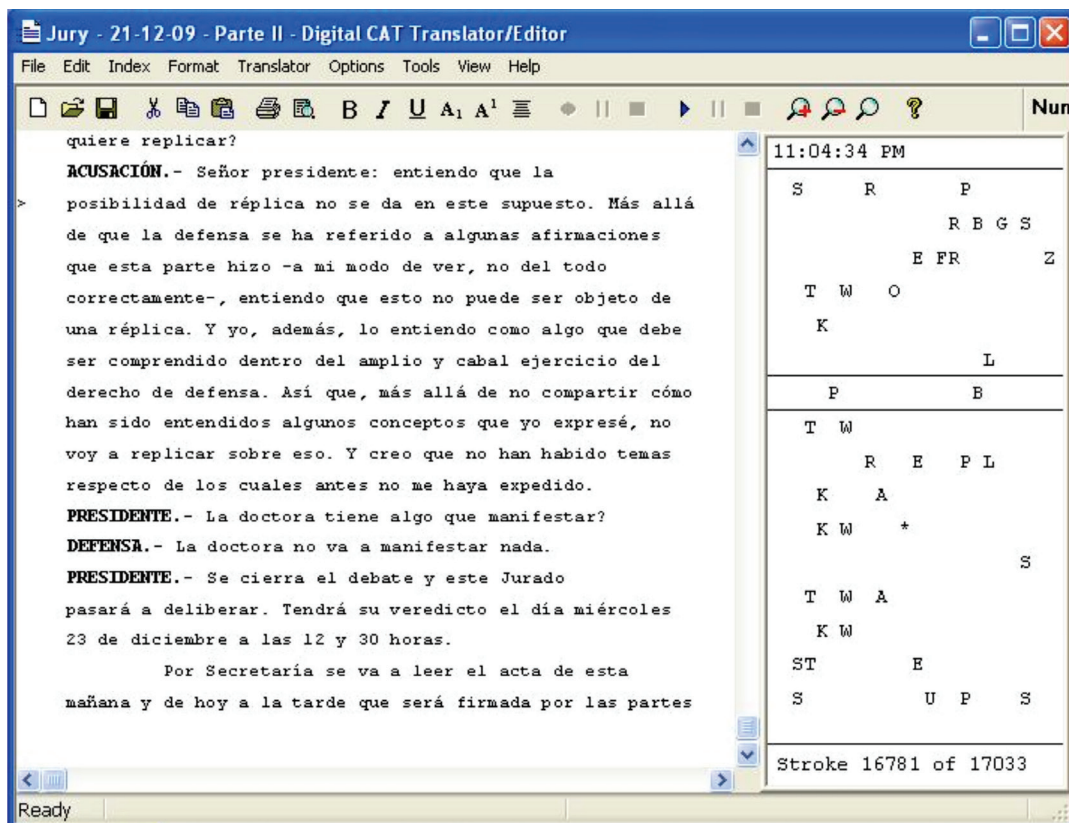 Jury - 21-12-09 - Parte II - Digital CAT Translator/Editor
File Edit Index Format Translator Options Tools View Help
B I U A₁ A¹ Num
quiere replicar?
ACUSACIÓN.- Señor presidente: entiendo que la
> posibilidad de réplica no se da en este supuesto. Más allá
de que la defensa se ha referido a algunas afirmaciones
que esta parte hizo -a mi modo de ver, no del todo
correctamente-, entiendo que esto no puede ser objeto de
una réplica. Y yo, además, lo entiendo como algo que debe
ser comprendido dentro del amplio y cabal ejercicio del
derecho de defensa. Así que, más allá de no compartir cómo
han sido entendidos algunos conceptos que yo expresé, no
voy a replicar sobre eso. Y creo que no han habido temas
respecto de los cuales antes no me haya expedido.
PRESIDENTE.- La doctora tiene algo que manifestar?
DEFENSA.- La doctora no va a manifestar nada.
PRESIDENTE.- Se cierra el debate y este Jurado
pasará a deliberar. Tendrá su veredicto el día miércoles
23 de diciembre a las 12 y 30 horas.
Por Secretaría se va a leer el acta de esta
mañana y de hoy a la tarde que será firmada por las partes
11:04:34 PM
S R P
R B G S
E FR Z
T W O
K
L
P B
T W
R E P L
K A
K W *
S
T W A
K W
ST E
S U P S
Stroke 16781 of 17033
Ready